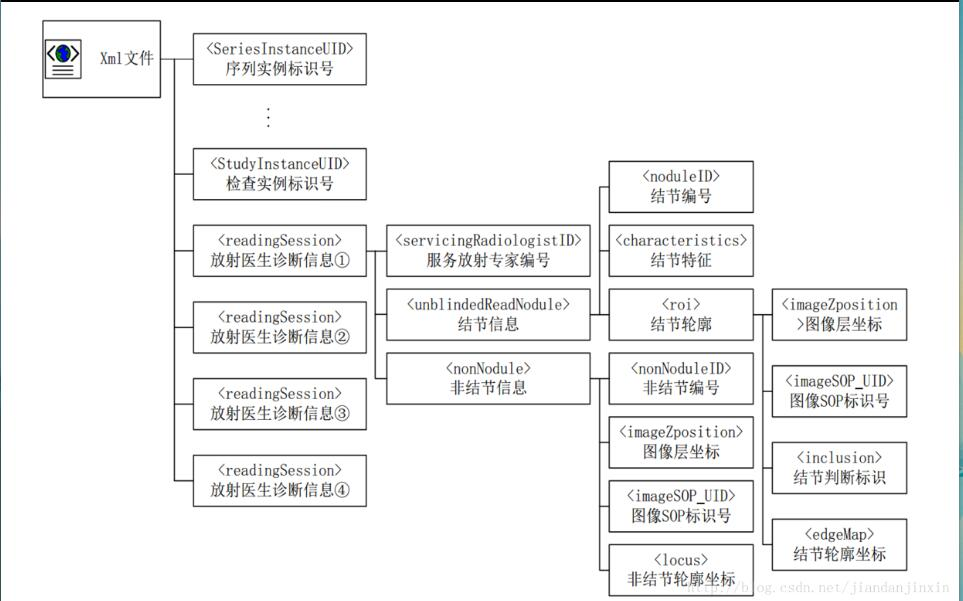 Xml文件
<SeriesInstanceUID>
序列实例标识号
<StudyInstanceUID>
检查实例标识号
<readingSession>
放射医生诊断信息①
<readingSession>
放射医生诊断信息②
<readingSession>
放射医生诊断信息③
<readingSession>
放射医生诊断信息④
<servicingRadiologistID>
服务放射专家编号
<unblindedReadNodule>
结节信息
<nonNodule>
非结节信息
<noduleID>
结节编号
<characteristics>
结节特征
<roi>
结节轮廓
<nonNoduleID>
非结节编号
<imageZposition>
图像层坐标
<imageSOP_UID>
图像SOP标识号
<locus>
非结节轮廓坐标
<imageZposition
>图像层坐标
<imageSOP_UID>
图像SOP标识号
<inclusion>
结节判断标识
<edgeMap>
结节轮廓坐标
http://blog.csdn.net/jiandanjinxin